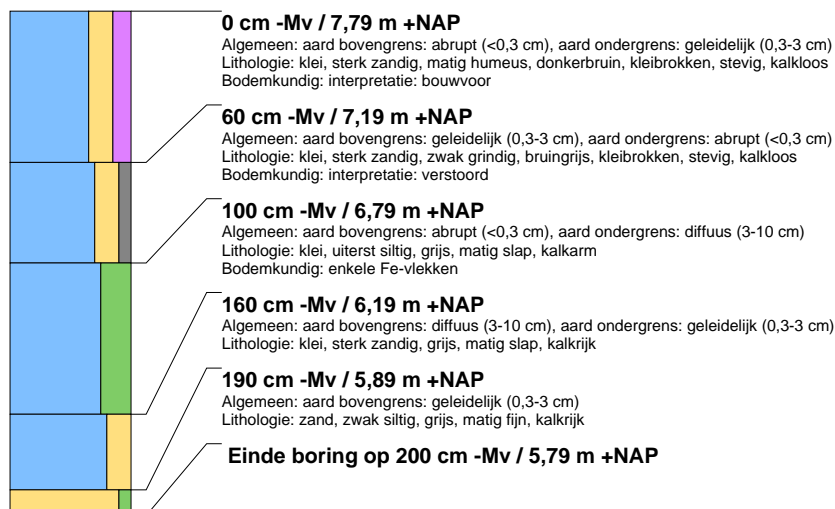 0 cm -Mv / 7,79 m +NAP
Algemeen: aard bovengrens: abrupt (<0,3 cm), aard ondergrens: geleidelijk (0,3-3 cm)
Lithologie: klei, sterk zandig, matig humeus, donkerbruin, kleibrokken, stevig, kalkloos
Bodemkundig: interpretatie: bouwvoor
60 cm -Mv / 7,19 m +NAP
Algemeen: aard bovengrens: geleidelijk (0,3-3 cm), aard ondergrens: abrupt (<0,3 cm)
Lithologie: klei, sterk zandig, zwak grindig, bruingrijs, kleibrokken, stevig, kalkloos
Bodemkundig: interpretatie: verstoord
100 cm -Mv / 6,79 m +NAP
Algemeen: aard bovengrens: abrupt (<0,3 cm), aard ondergrens: diffuus (3-10 cm)
Lithologie: klei, uiterst siltig, grijs, matig slap, kalkarm
Bodemkundig: enkele Fe-vlekken
160 cm -Mv / 6,19 m +NAP
Algemeen: aard bovengrens: diffuus (3-10 cm), aard ondergrens: geleidelijk (0,3-3 cm)
Lithologie: klei, sterk zandig, grijs, matig slap, kalkrijk
190 cm -Mv / 5,89 m +NAP
Algemeen: aard bovengrens: geleidelijk (0,3-3 cm)
Lithologie: zand, zwak siltig, grijs, matig fijn, kalkrijk
Einde boring op 200 cm -Mv / 5,79 m +NAP